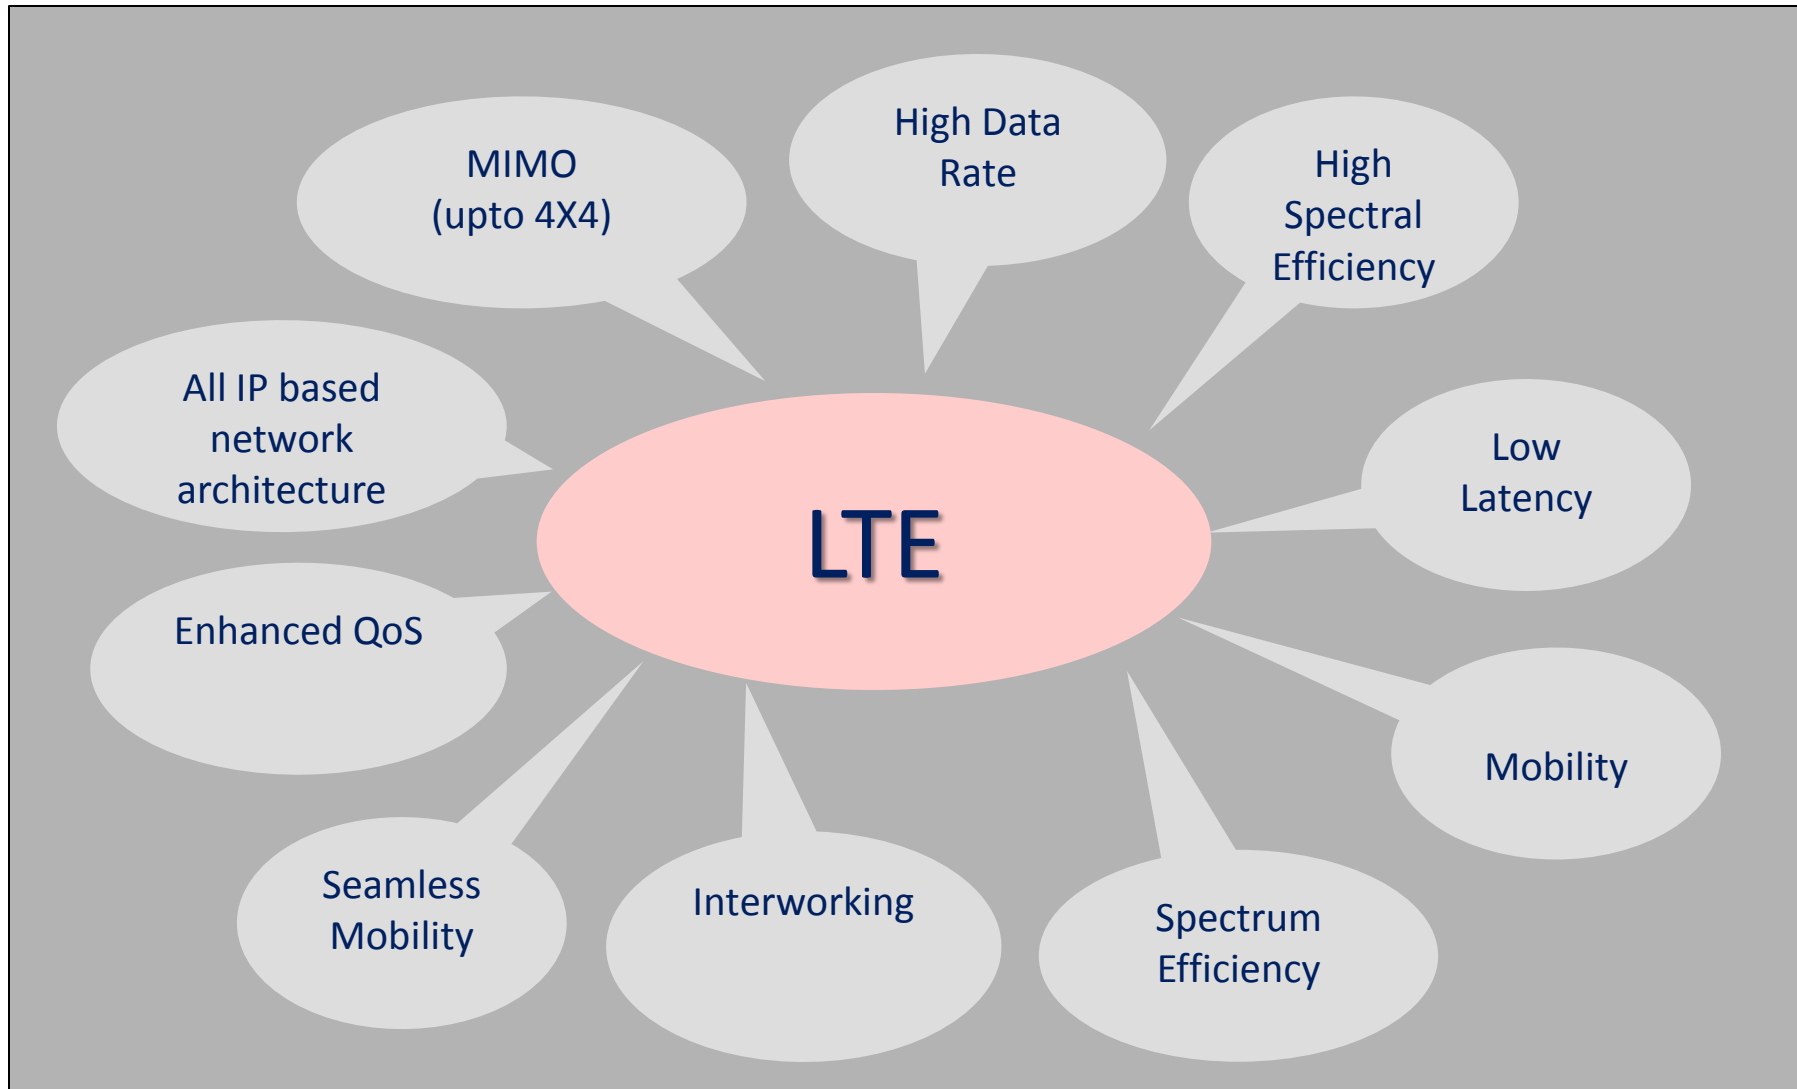 High Data
Rate
MIMO
(upto 4X4)
High
Spectral
Efficiency
All IP based
network
architecture
Low
Latency
LTE
Enhanced QoS
Mobility
Seamless
Mobility
Interworking
Spectrum
Efficiency